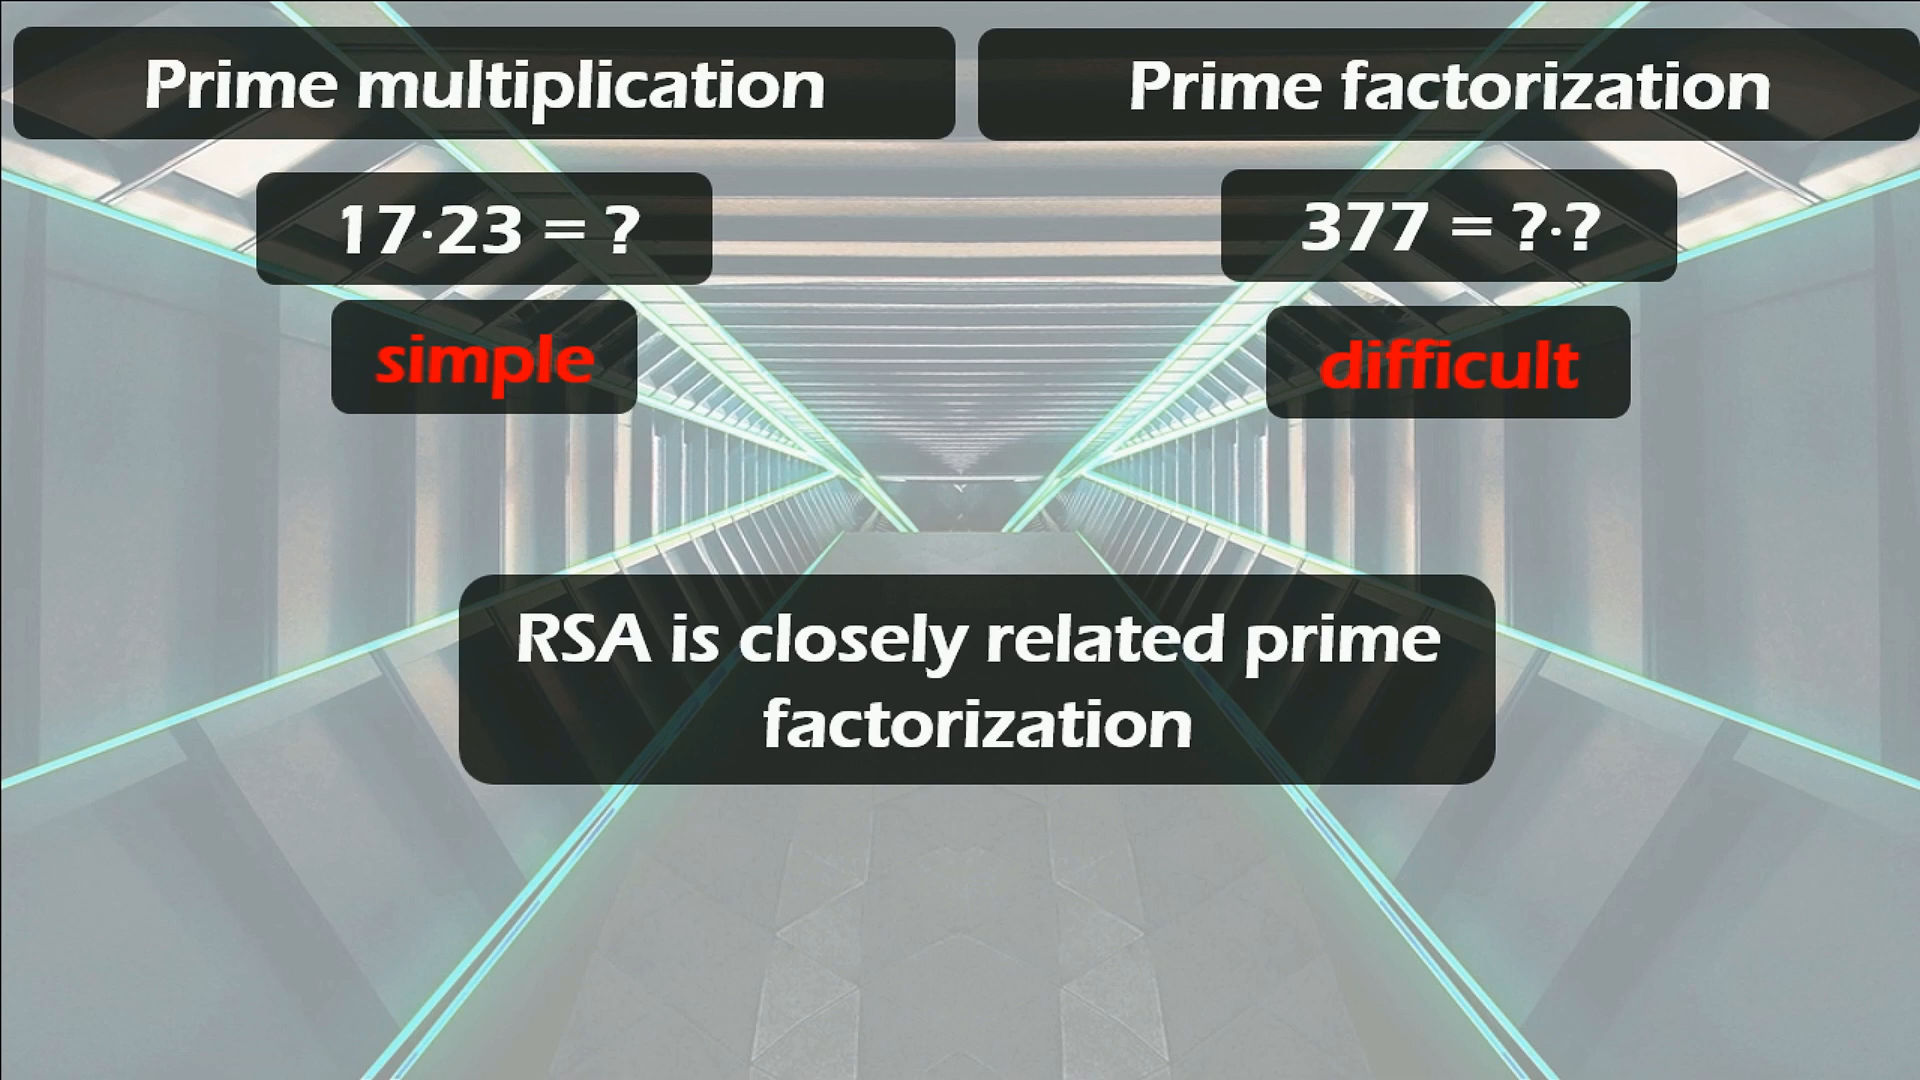 Prime multiplication
Prime factorization
17·23 = ?
377 = ?·?
simple
difficult
RSA is closely related prime
factorization